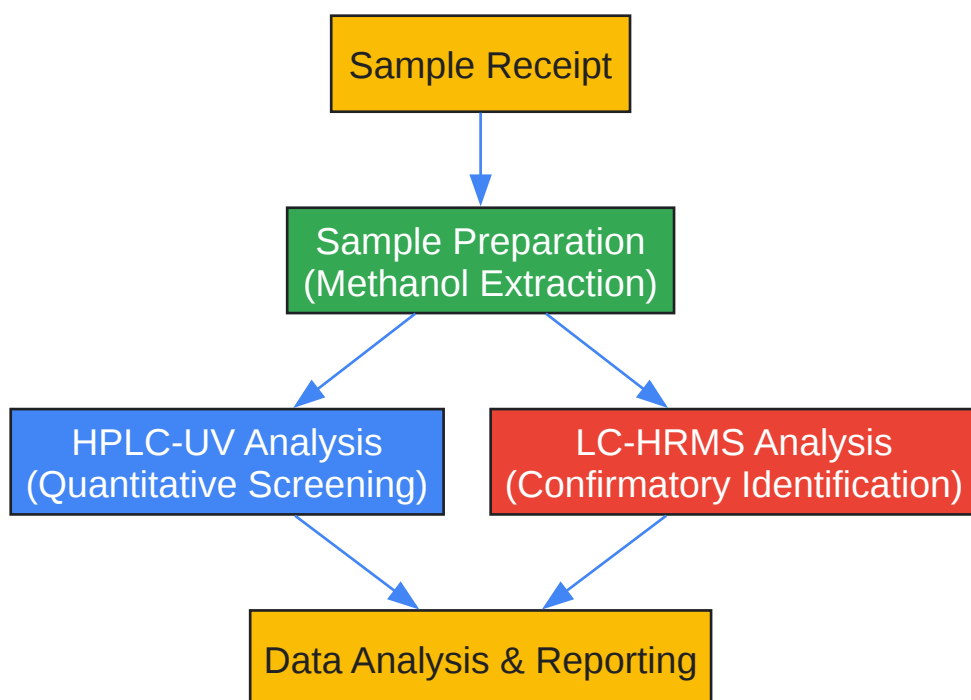 Sample Receipt
Sample Preparation
(Methanol Extraction)
HPLC-UV Analysis
(Quantitative Screening)
LC-HRMS Analysis
(Confirmatory Identification)
Data Analysis & Reporting